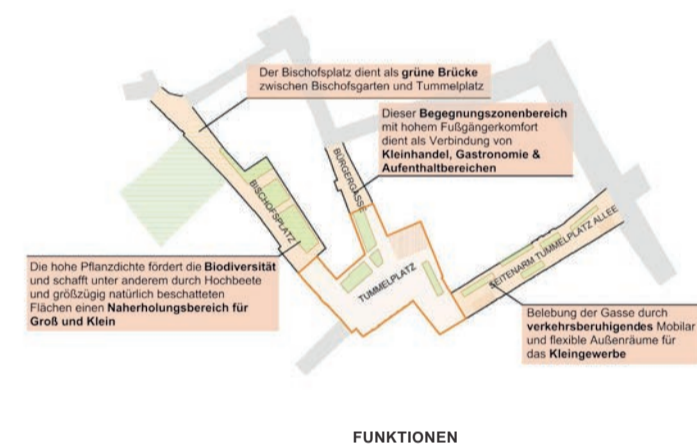 Der Bischofsplatz dient als grüne Brücke
zwischen Bischofsgarten und Tummelplatz
Dieser Begegnungszonenbereich
mit hohem Fußgängerkomfort
dient als Verbindung von
Kleinhandel, Gastronomie &
Aufenthaltbereichen
BÜRGERGASSE
BISCHOFSPLATZ
SEITENARM TUMMELPLATZ ALLEE
TUMMELPLATZ
Die hohe Pflanzdichte fördert die Biodiversität
und schafft unter anderem durch Hochbeete
und größzügig natürlich beschatteten
Flächen einen Naherholungsbereich für
Groß und Klein
Belebung der Gasse durch
verkehrsberuhigendes Mobilar
und flexible Außenräume für
das Kleingewerbe
FUNKTIONEN